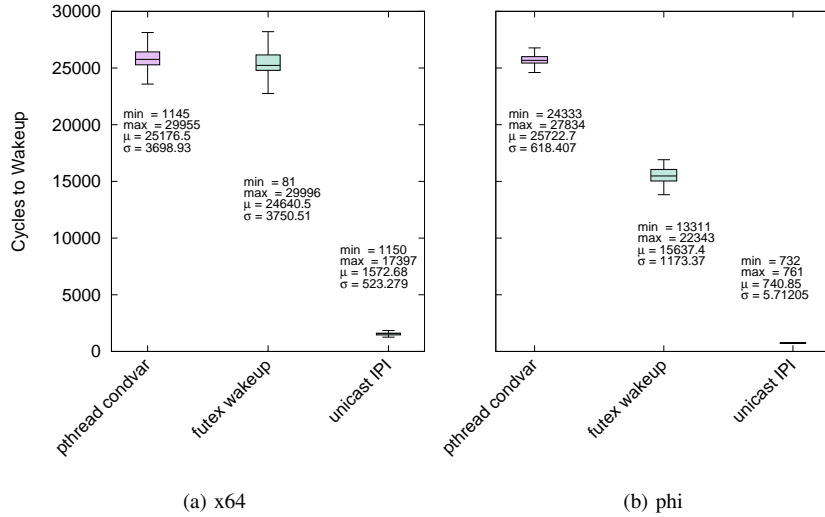 30000
25000
20000
15000
10000
5000
0
Cycles to Wakeup
min = 1145
max = 29955
μ = 25176.5
σ = 3698.93
min = 81
max = 29996
μ = 24640.5
σ = 3750.51
min = 1150
max = 17397
μ = 1572.68
σ = 523.279
pthread condvar
futex wakeup
unicast IPI
(a) x64
min = 24333
max = 27834
μ = 25722.7
σ = 618.407
min = 13311
max = 22343
μ = 15637.4
σ = 1173.37
min = 732
max = 761
μ = 740.85
σ = 5.71205
pthread condvar
futex wakeup
unicast IPI
(b) phi